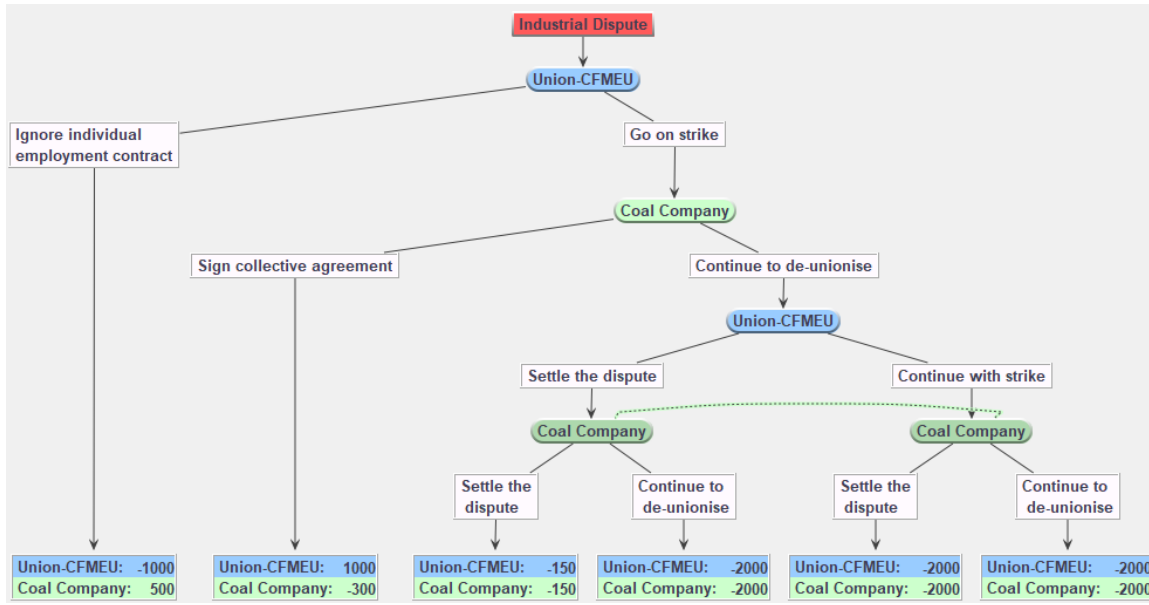 Industrial Dispute
Union-CFMEU
Ignore individual
employment contract
Go on strike
Coal Company
Sign collective agreement
Continue to de-unionise
Union-CFMEU
Settle the dispute
Continue with strike
Coal Company
Coal Company
Settle the
dispute
Continue to
de-unionise
Settle the
dispute
Continue to
de-unionise
Union-CFMEU: -1000
Coal Company: 500
Union-CFMEU: 1000
Coal Company: -300
Union-CFMEU: -150
Coal Company: -150
Union-CFMEU: -2000
Coal Company: -2000
Union-CFMEU: -2000
Coal Company: -2000
Union-CFMEU: -2000
Coal Company: -2000